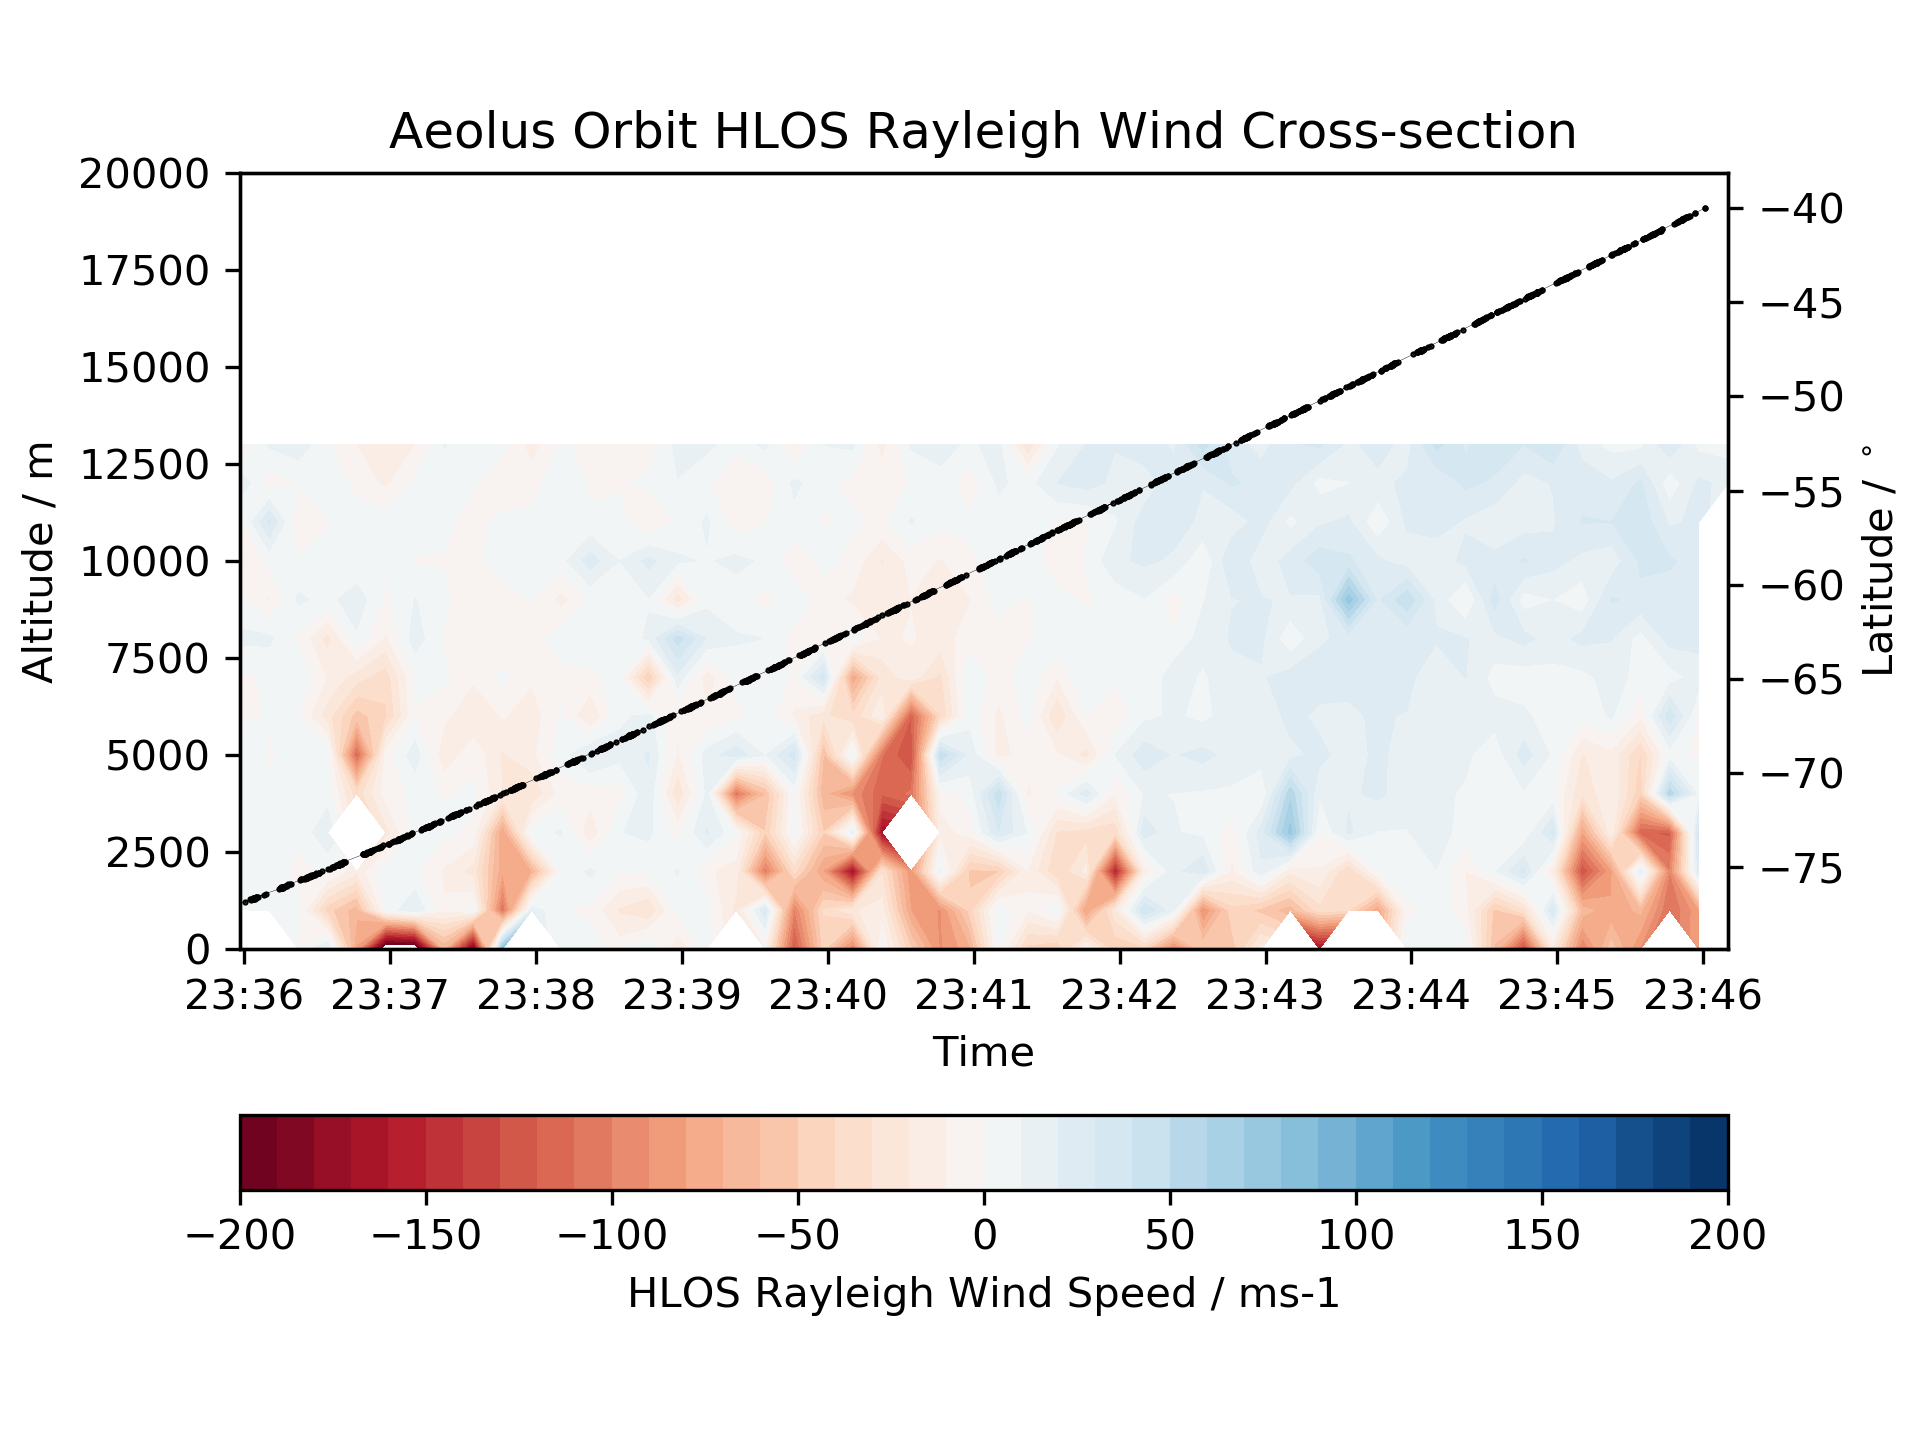 Aeolus Orbit HLOS Rayleigh Wind Cross-section
20000
17500
15000
12500
10000
7500
5000
2500
0
Altitude / m
−40
−45
−50
−55
−60
−65
−70
−75
Latitude / °
23:36 23:37 23:38 23:39 23:40 23:41 23:42 23:43 23:44 23:45 23:46
Time
−200 −150 −100 −50 0 50 100 150 200
HLOS Rayleigh Wind Speed / ms-1